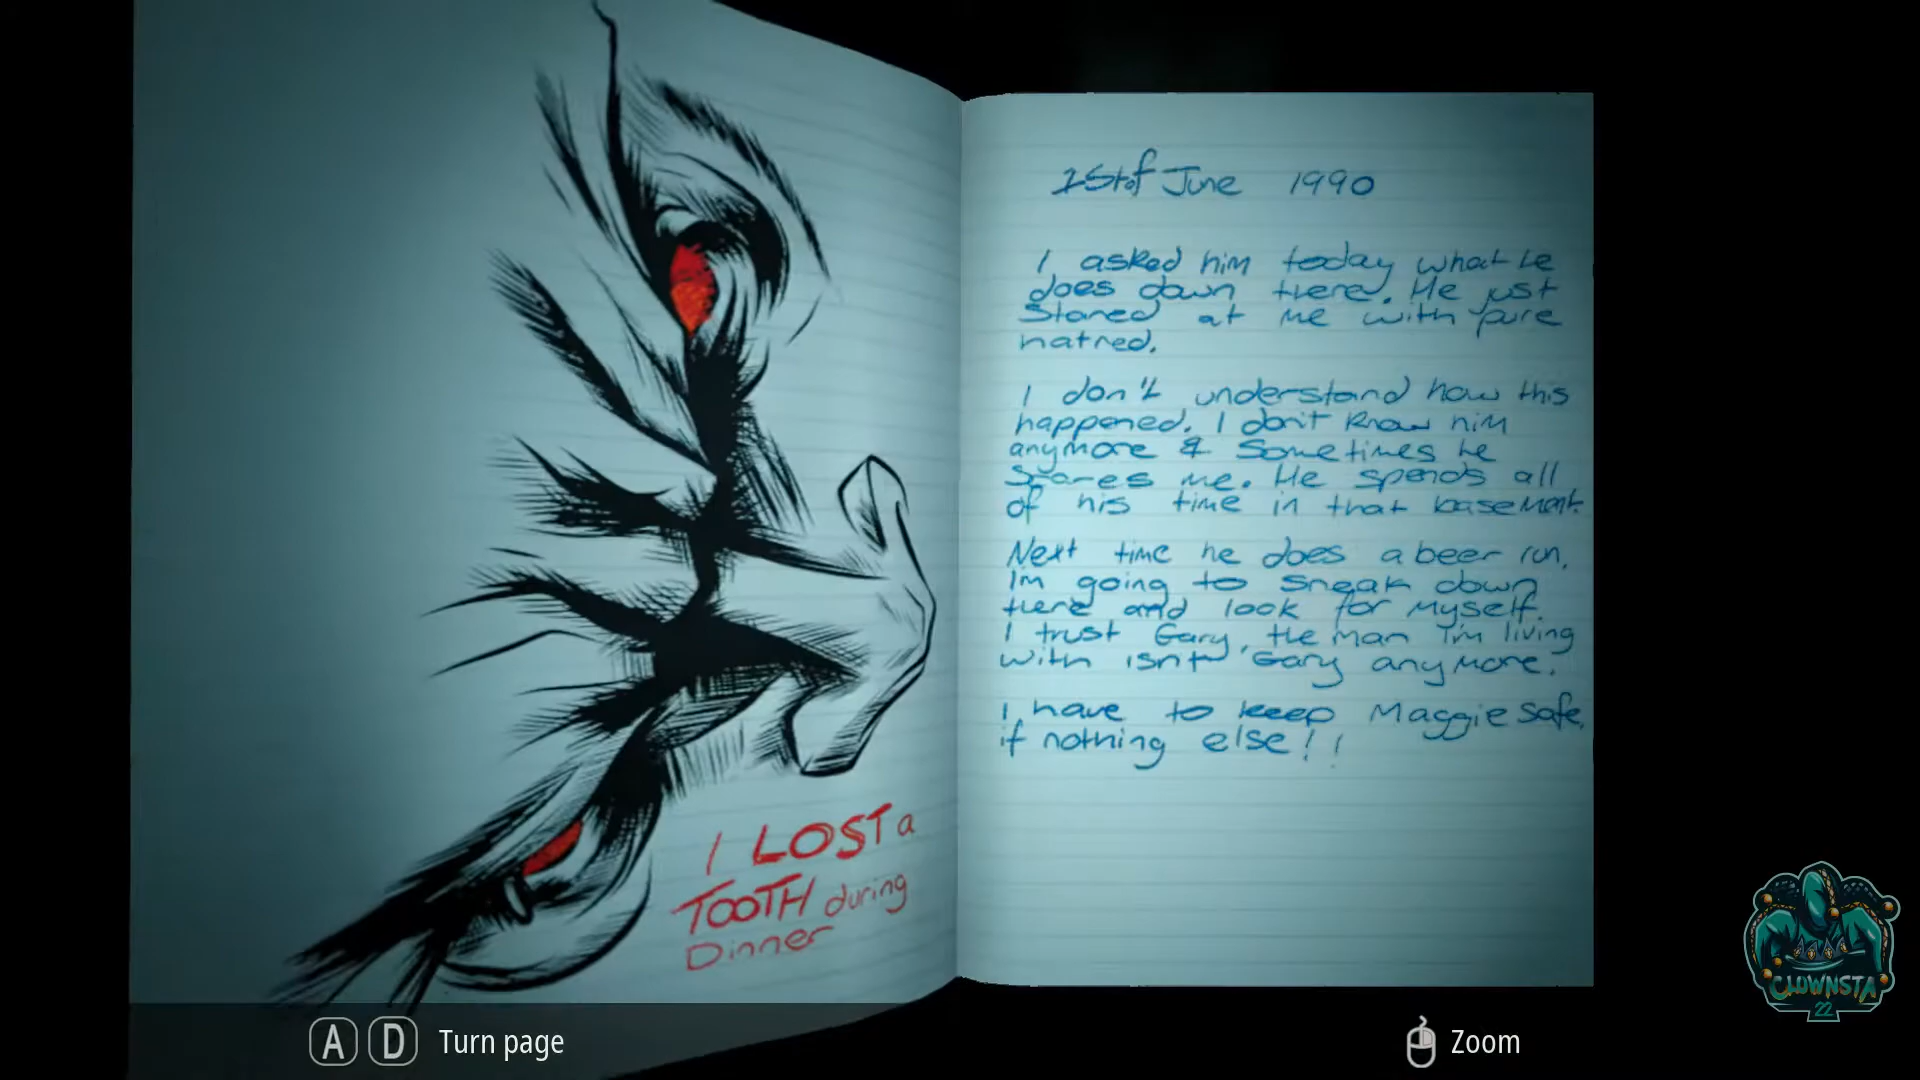 I LOST a
TOOTH during
Dinner
1st of June 1990
I asked him today what he
does down there. He just
Stared at me with pure
hatred.
I don't understand how this
happened. I don't know him
anymore & Sometimes he
Scares me. He spends all
of his time in that basement.
Next time he does a beer run,
I'm going to sneak down
there and look for myself.
I trust Gary, the man I'm living
with isn't Gary anymore.
I have to keep Maggie safe,
if nothing else!!
A D Turn page
Zoom
CLOWNSTA
22